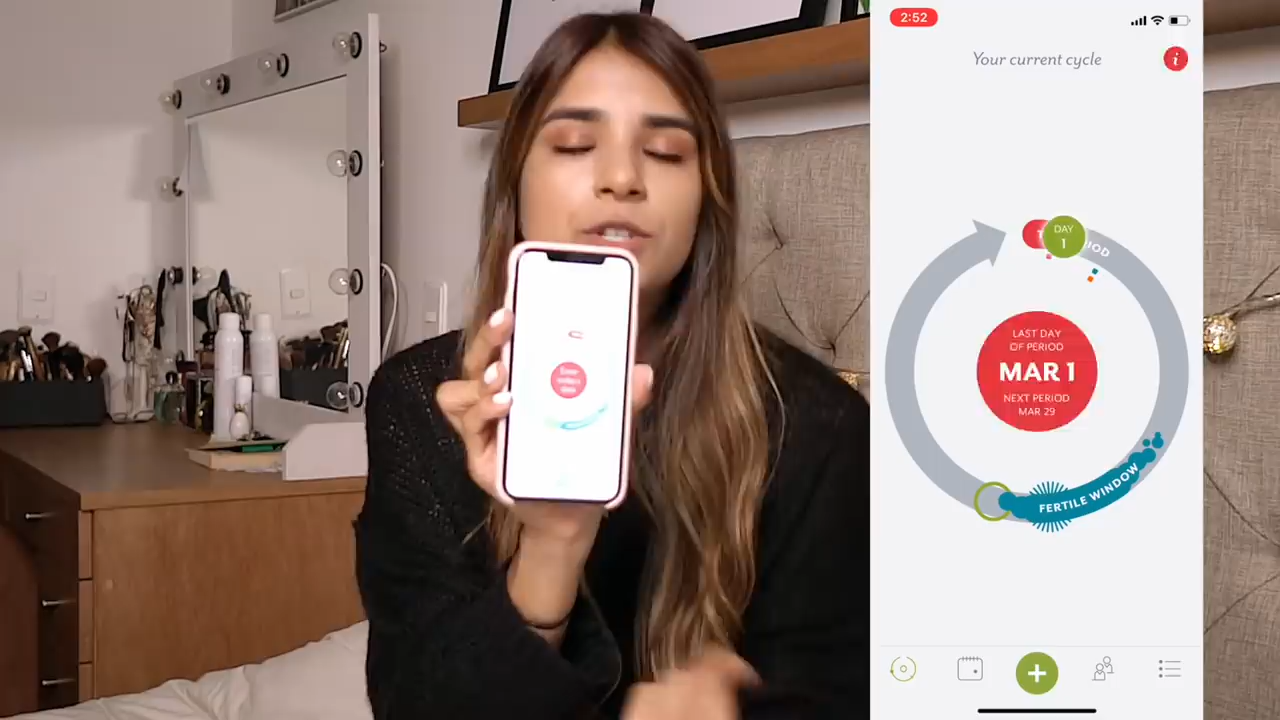 2:52
Your current cycle
i
DAY
1
LAST DAY
OF PERIOD
MAR 1
NEXT PERIOD
MAR 29
FERTILE WINDOW